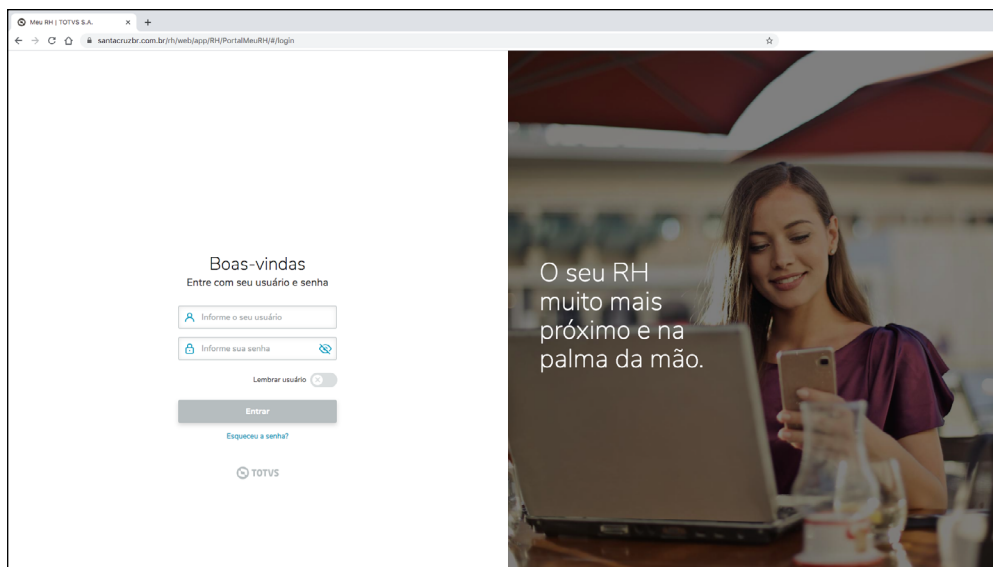 Meu RH | TOTVS S.A.
santacruzbr.com.br/rh/web/app/RH/PortalMeuRH/#/login
Boas-vindas
Entre com seu usuário e senha
Informe o seu usuário
Informe sua senha
Lembrar usuário
Entrar
Esqueceu a senha?
TOTVS
O seu RH
muito mais
próximo e na
palma da mão.